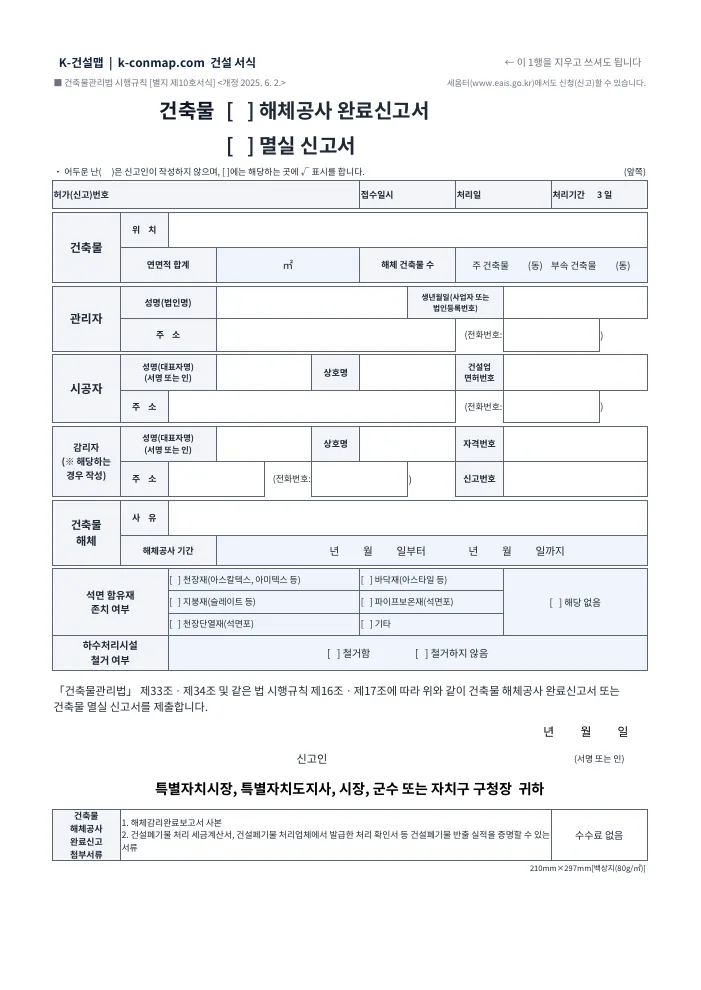 K-건설맵 | k-conmap.com 건설 서식
← 이 1행을 지우고 쓰셔도 됩니다
■ 건축물관리법 시행규칙 [별지 제10호서식] <개정 2025. 6. 2.>
세움터(www.eais.go.kr)에서도 신청(신고)할 수 있습니다.
건축물 [ ] 해체공사 완료신고서
[ ] 멸실 신고서
・ 어두운 난( )은 신고인이 작성하지 않으며, [ ]에는 해당하는 곳에 √ 표시를 합니다.
(앞쪽)
허가(신고)번호
접수일시
처리일
처리기간 3 일
건축물
위 치
연면적 합계
㎡
해체 건축물 수
주 건축물 (동) 부속 건축물 (동)
관리자
성명(법인명)
생년월일(사업자 또는
법인등록번호)
주 소
(전화번호:
)
시공자
성명(대표자명)
(서명 또는 인)
상호명
건설업
면허번호
주 소
(전화번호:
)
감리자
(※ 해당하는
경우 작성)
성명(대표자명)
(서명 또는 인)
상호명
자격번호
주 소
(전화번호:
)
신고번호
건축물
해체
사 유
해체공사 기간
년 월 일부터 년 월 일까지
석면 함유재
존치 여부
[ ] 천장재(아스칼텍스, 아미텍스 등)
[ ] 바닥재(아스타일 등)
[ ] 지붕재(슬레이트 등)
[ ] 파이프보온재(석면포)
[ ] 해당 없음
[ ] 천장단열재(석면포)
[ ] 기타
하수처리시설
철거 여부
[ ] 철거함 [ ] 철거하지 않음
「건축물관리법」 제33조ㆍ제34조 및 같은 법 시행규칙 제16조ㆍ제17조에 따라 위와 같이 건축물 해체공사 완료신고서 또는
건축물 멸실 신고서를 제출합니다.
년 월 일
신고인
(서명 또는 인)
특별자치시장, 특별자치도지사, 시장, 군수 또는 자치구 구청장 귀하
건축물
해체공사
완료신고
첨부서류
1. 해체감리완료보고서 사본
2. 건설폐기물 처리 세금계산서, 건설폐기물 처리업체에서 발급한 처리 확인서 등 건설폐기물 반출 실적을 증명할 수 있는
서류
수수료 없음
210mm×297mm[백상지(80g/㎡)]